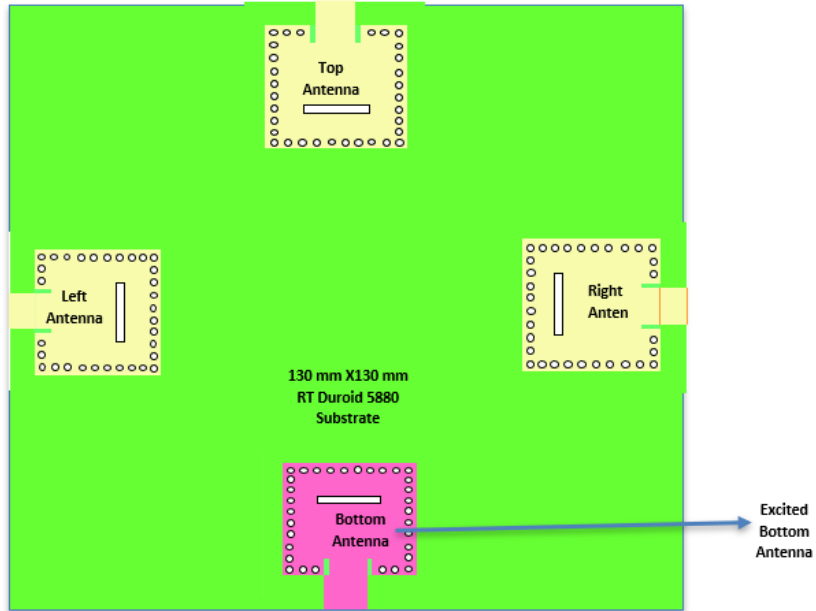 Top
Antenna
Left
Antenna
Right
Anten
130 mm X130 mm
RT Duroid 5880
Substrate
Bottom
Antenna
Excited
Bottom
Antenna